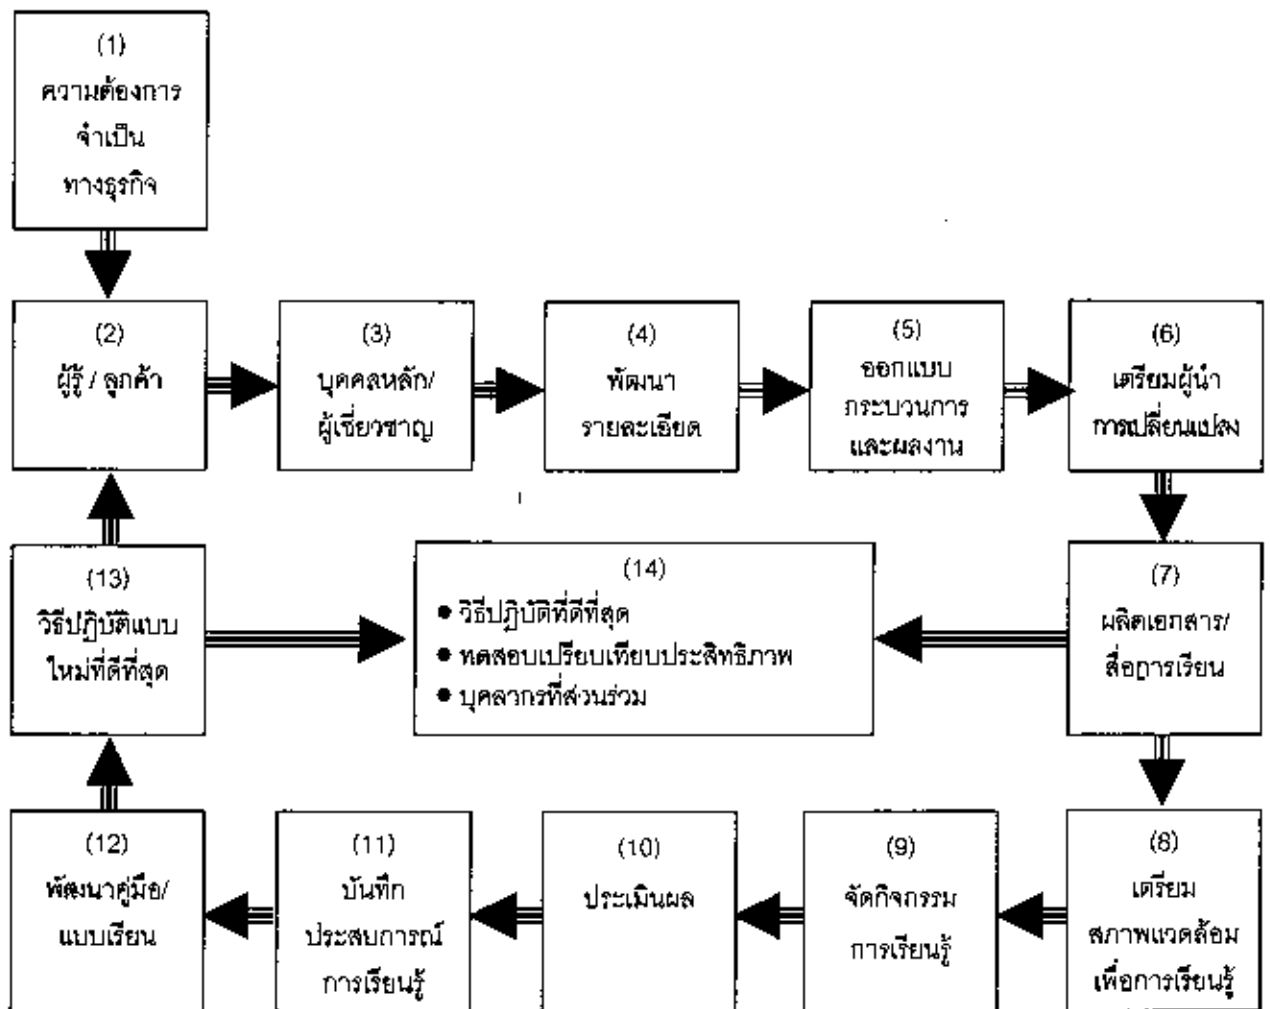 (1)
ความต้องการ
จำเป็น
ทางธุรกิจ
(2)
ผู้รู้ / ลูกค้า
(3)
บุคคลหลัก/
ผู้เชี่ยวชาญ
(4)
พัฒนา
รายละเอียด
(5)
ออกแบบ
กระบวนการ
และผลงาน
(6)
เตรียมผู้นำ
การเปลี่ยนแปลง
(13)
วิธีปฏิบัติแบบ
ใหม่ที่ดีที่สุด
(14)
● วิธีปฏิบัติที่ดีที่สุด
● ทดสอบเปรียบเทียบประสิทธิภาพ
● บุคลากรที่ส่วนร่วม
(7)
ผลิตเอกสาร/
สื่อการเรียน
(12)
พัฒนาคู่มือ/
แบบเรียน
(11)
บันทึก
ประสบการณ์
การเรียนรู้
(10)
ประเมินผล
(9)
จัดกิจกรรม
การเรียนรู้
(8)
เตรียม
สภาพแวดล้อม
เพื่อการเรียนรู้